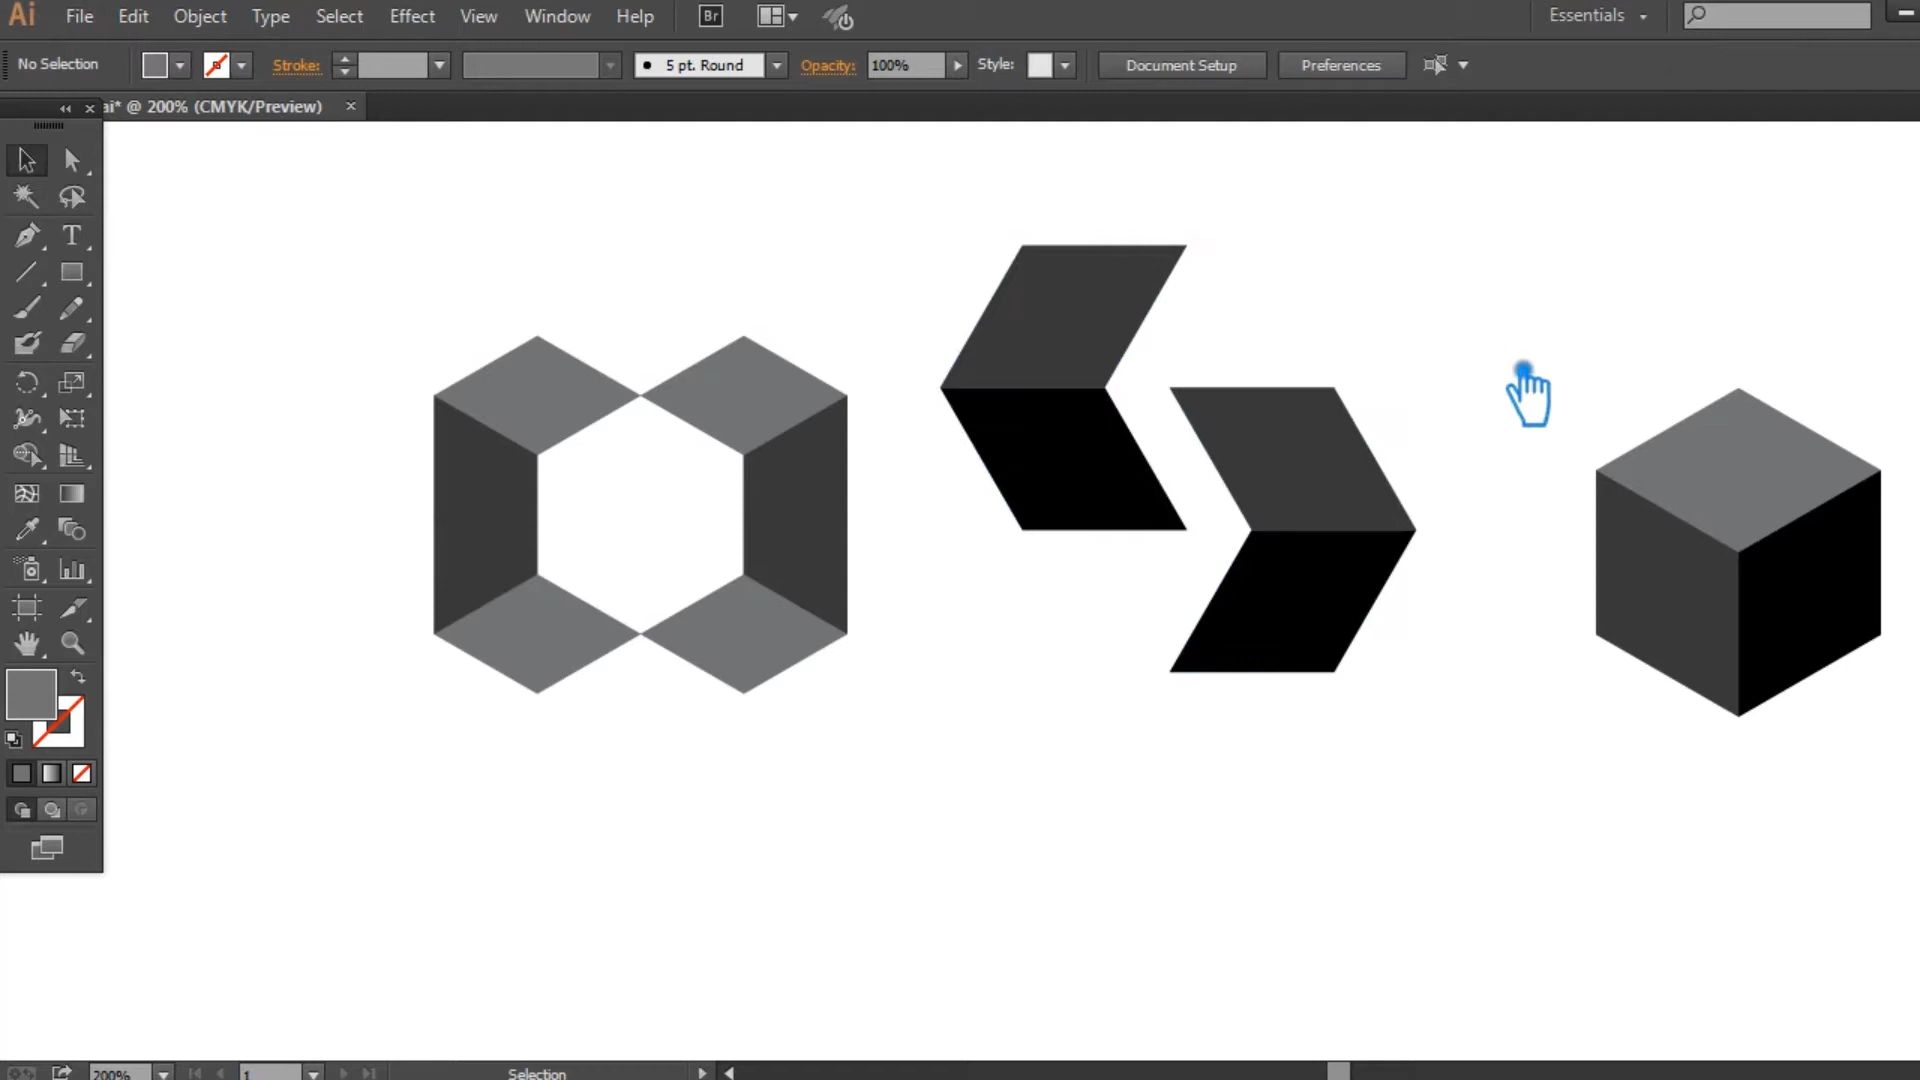 Ai File Edit Object Type Select Effect View Window Help Br Essentials
No Selection Stroke: 5 pt. Round Opacity: 100% Style: Document Setup Preferences
ai* @ 200% (CMYK/Preview)
T
200% 1 Selection